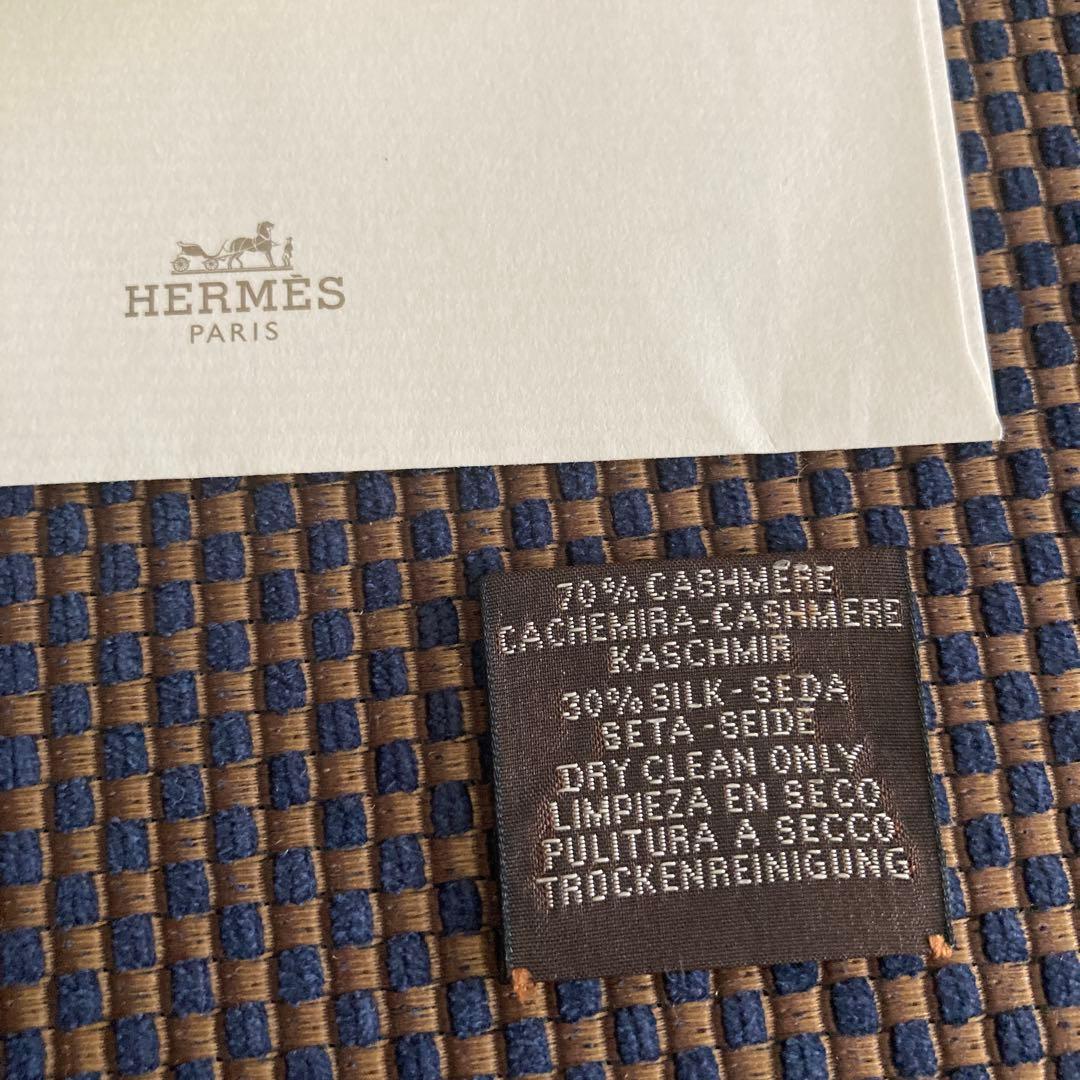 HERMÈS
PARIS
70% CASHMERE
CACHEMIRA-CASHMERE
KASCHMIR
30% SILK-SEDA
SETA-SEIDE
DRY CLEAN ONLY
LIMPIEZA EN SECO
PULITURA A SECCO
TROCKENREINIGUNG